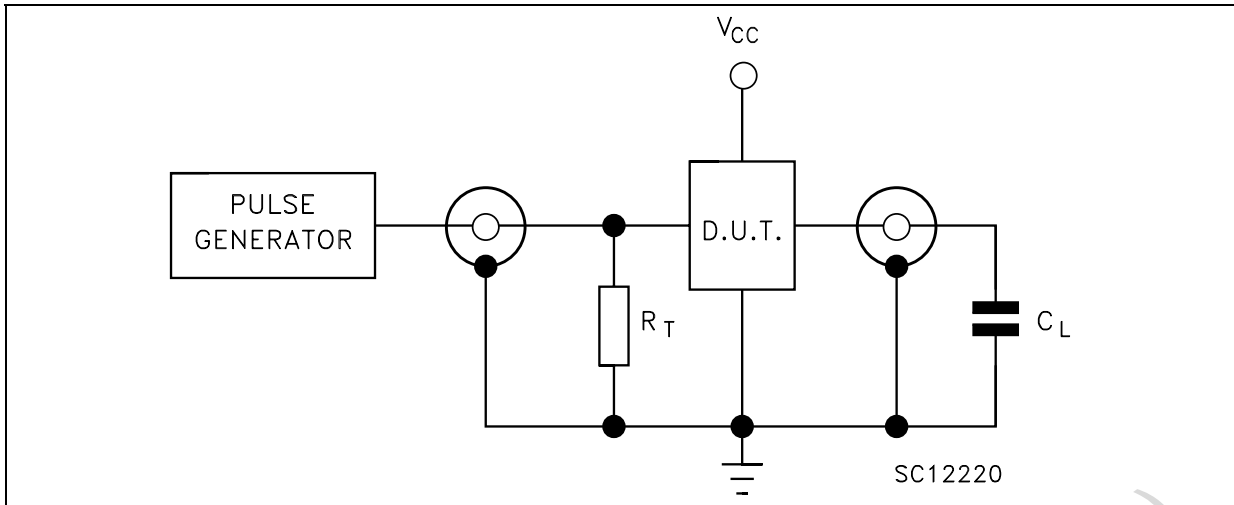 VCC
PULSE
GENERATOR
D.U.T.
RT
CL
SC12220